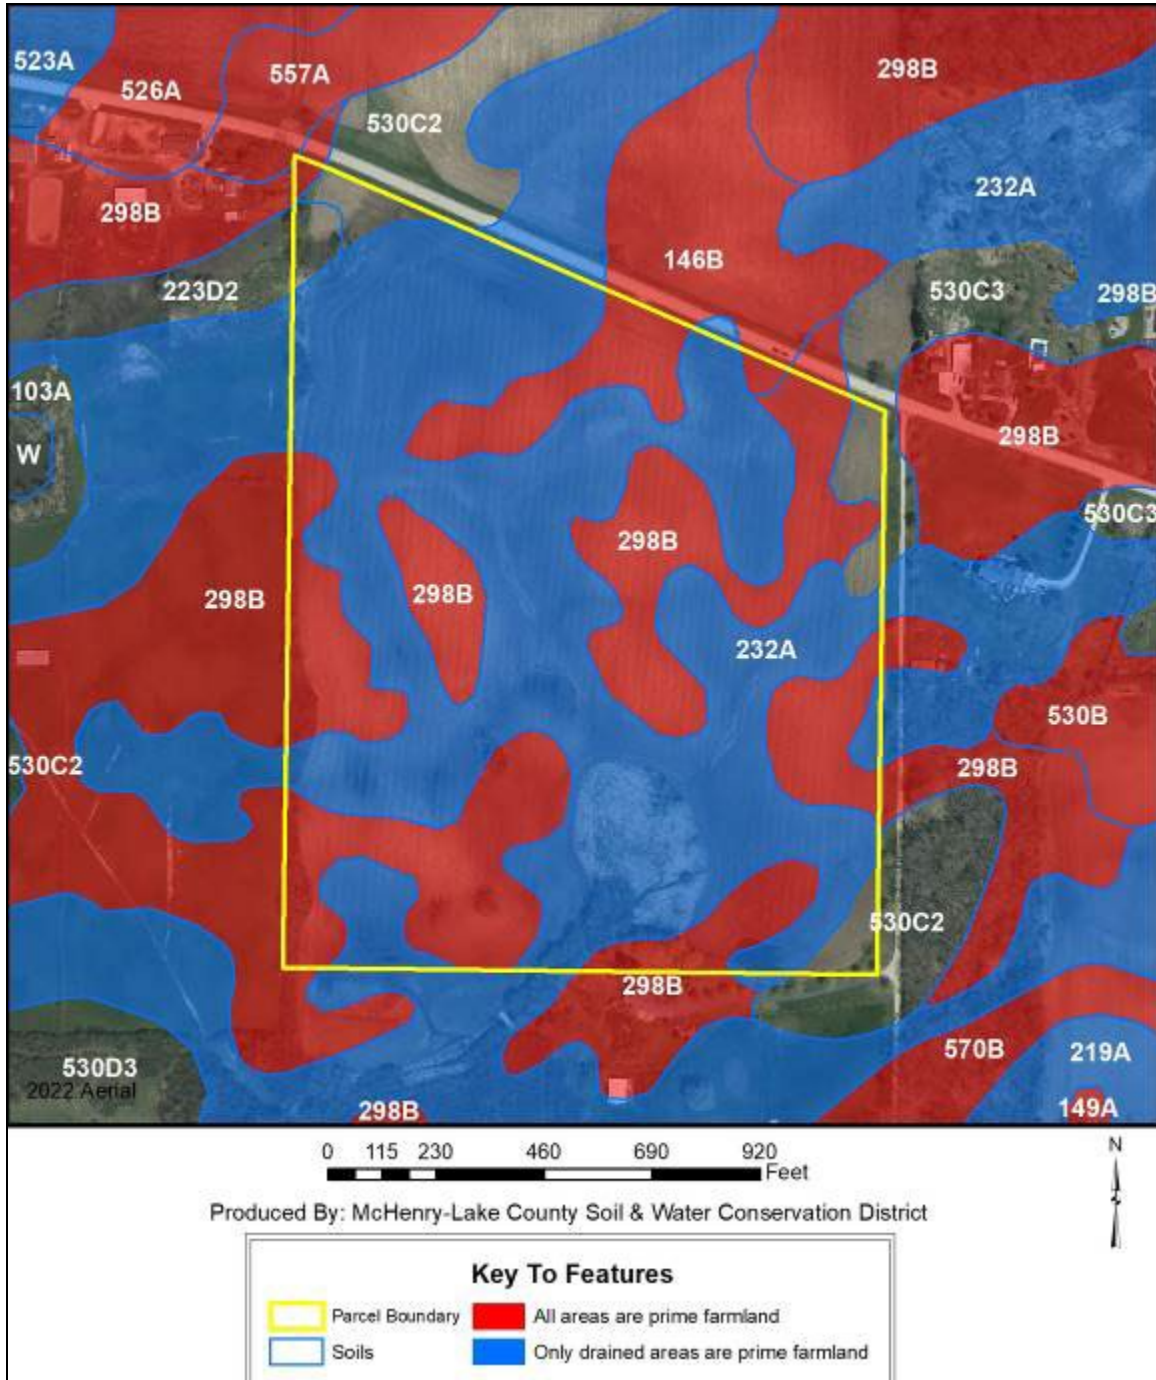 523A
557A
526A
298B
530C2
232A
298B
146B
223D2
530C3
298B
103A
W
298B
530C3
298B
298B
298B
232A
530B
530C2
298B
530C2
298B
570B
219A
530D3
2022 Aerial
149A
298B
0 115 230 460 690 920
Feet
N
Produced By: McHenry-Lake County Soil & Water Conservation District
Key To Features
Parcel Boundary All areas are prime farmland
Soils Only drained areas are prime farmland